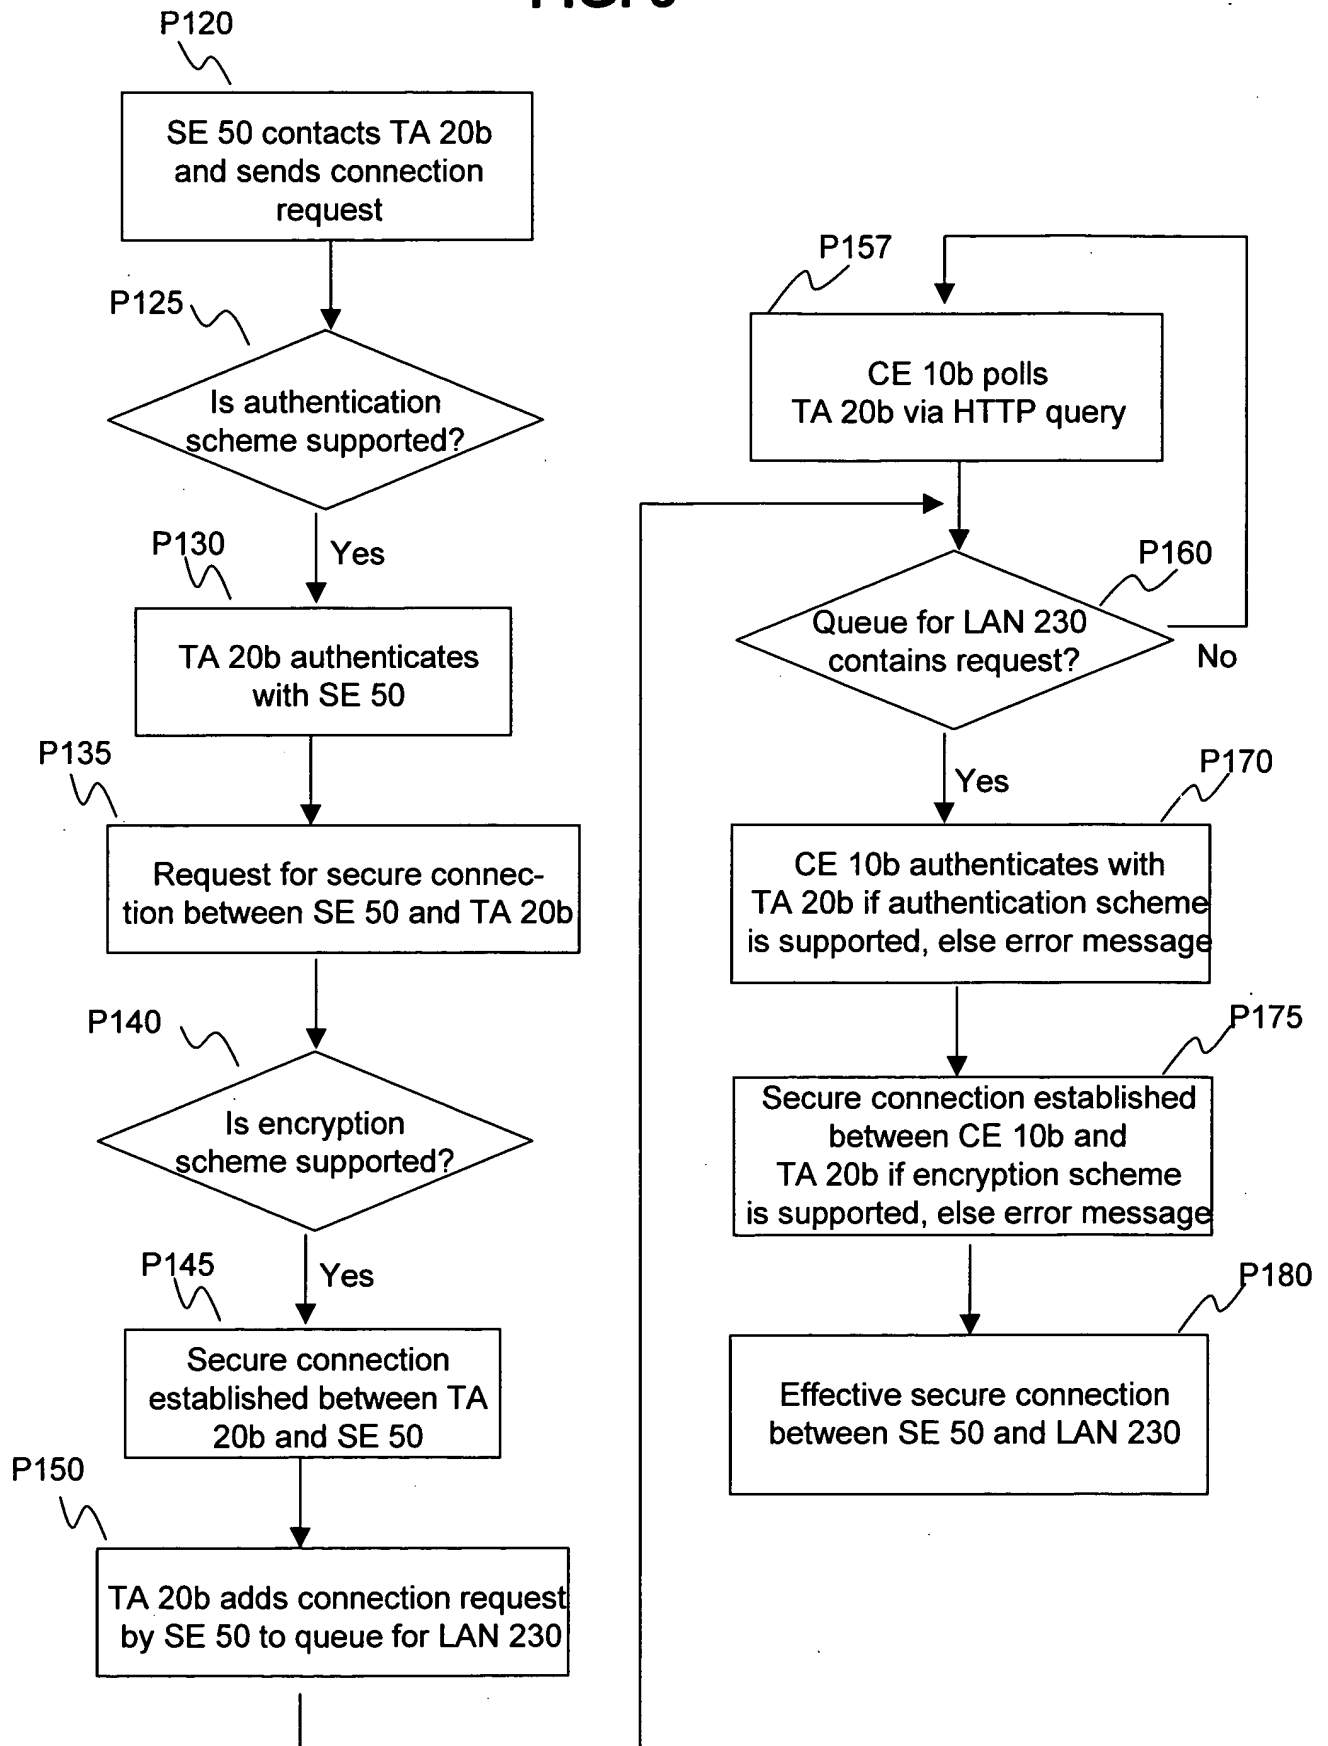 P120
SE 50 contacts TA 20b
and sends connection
request
P125
Is authentication
scheme supported?
Yes
P130
TA 20b authenticates
with SE 50
P135
Request for secure connec-
tion between SE 50 and TA 20b
P140
Is encryption
scheme supported?
Yes
P145
Secure connection
established between TA
20b and SE 50
P150
TA 20b adds connection request
by SE 50 to queue for LAN 230
P157
CE 10b polls
TA 20b via HTTP query
P160
Queue for LAN 230
contains request?
No
Yes
P170
CE 10b authenticates with
TA 20b if authentication scheme
is supported, else error message
P175
Secure connection established
between CE 10b and
TA 20b if encryption scheme
is supported, else error message
P180
Effective secure connection
between SE 50 and LAN 230